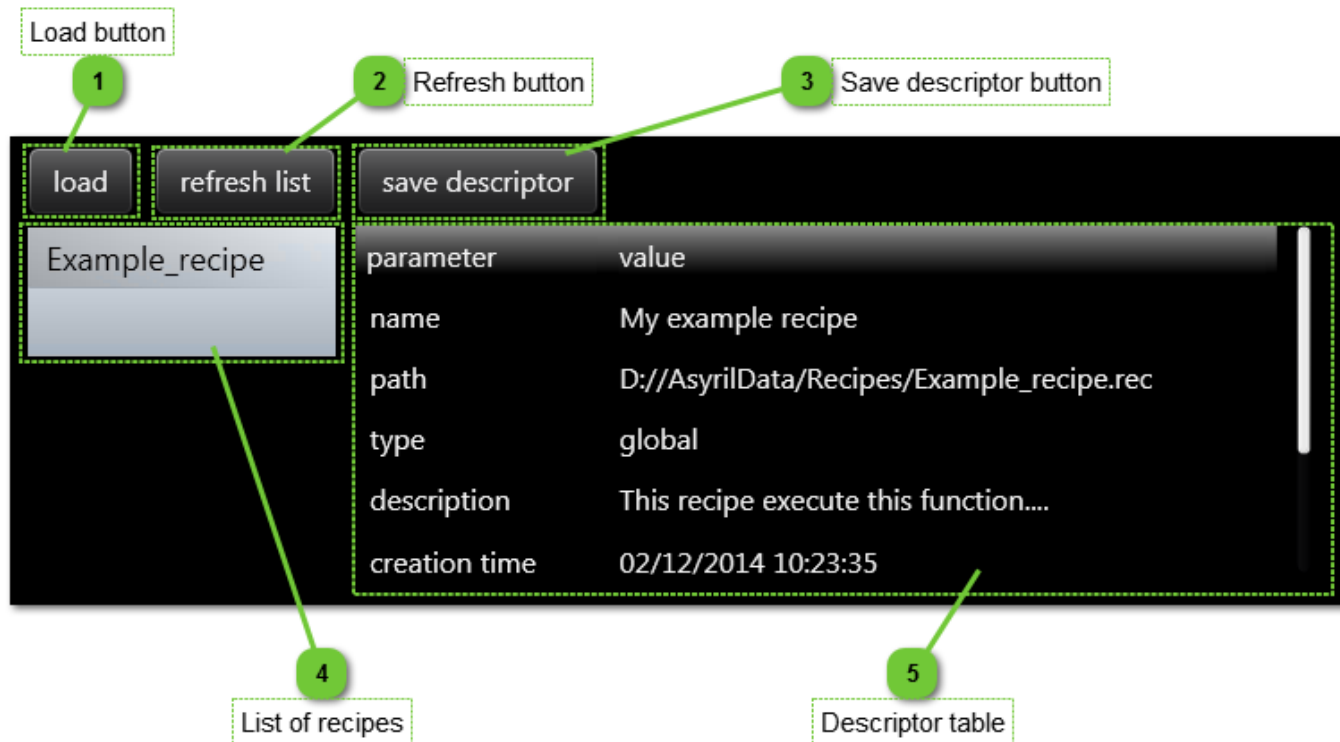 Load button
1
2 Refresh button
3 Save descriptor button
load refresh list save descriptor
Example_recipe
parameter value
name My example recipe
path D://AsyrilData/Recipes/Example_recipe.rec
type global
description This recipe execute this function....
creation time 02/12/2014 10:23:35
4
List of recipes
5
Descriptor table